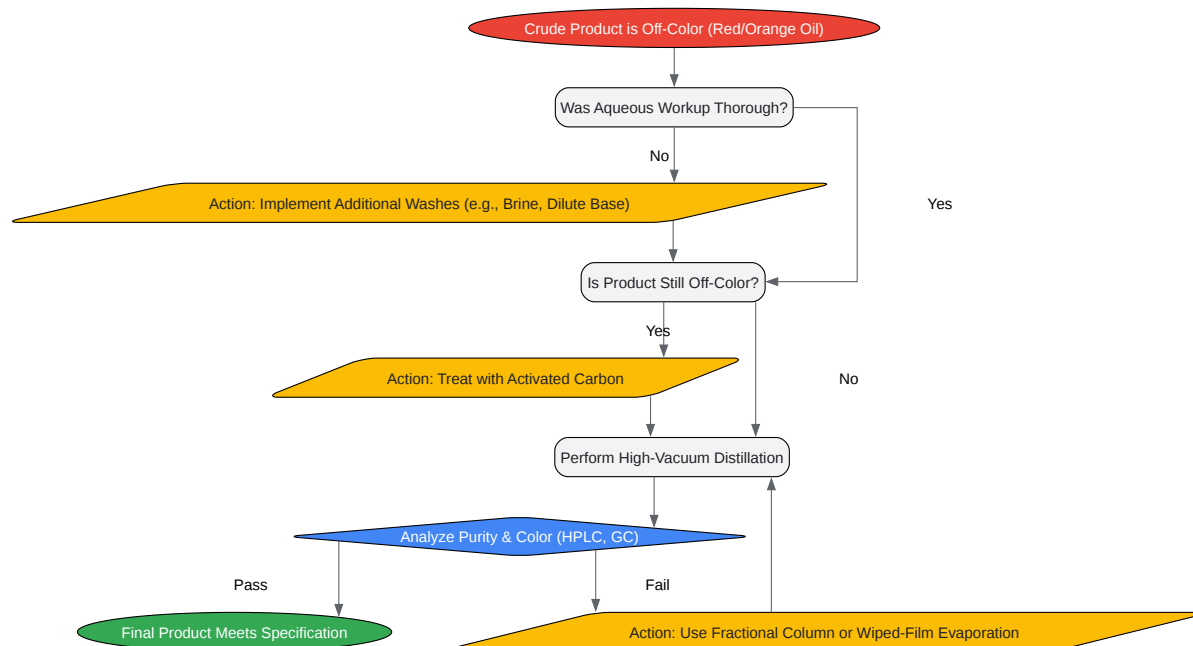 Crude Product is Off-Color (Red/Orange Oil)
Was Aqueous Workup Thorough?
No
Action: Implement Additional Washes (e.g., Brine, Dilute Base)
Yes
Is Product Still Off-Color?
Yes
Action: Treat with Activated Carbon
No
Perform High-Vacuum Distillation
Analyze Purity & Color (HPLC, GC)
Pass
Fail
Final Product Meets Specification
Action: Use Fractional Column or Wiped-Film Evaporation